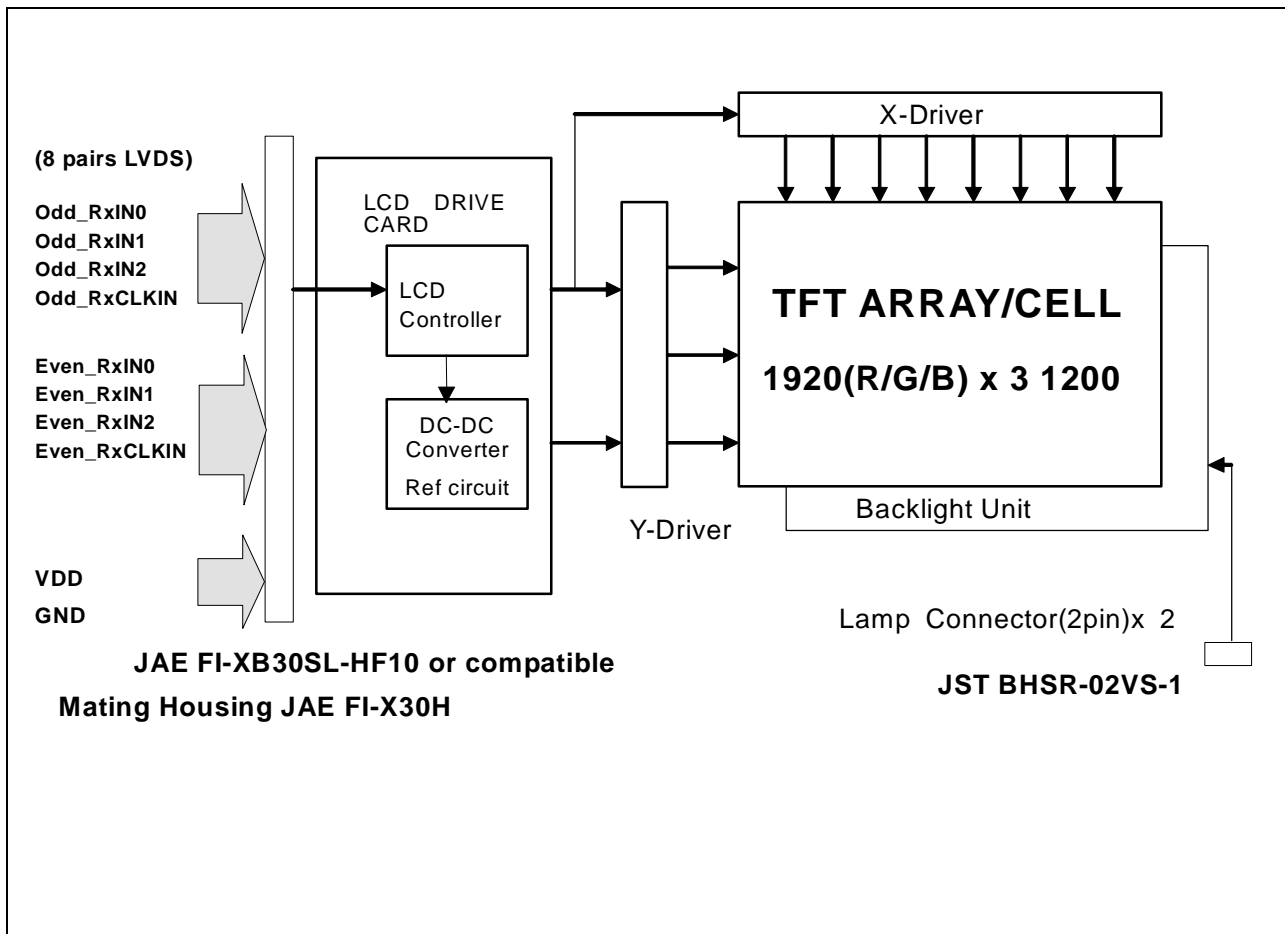 X-Driver
(8 pairs LVDS)
Odd_RxIN0
Odd_RxIN1
Odd_RxIN2
Odd_RxCLKIN
Even_RxIN0
Even_RxIN1
Even_RxIN2
Even_RxCLKIN
VDD
GND
LCD DRIVE
CARD
LCD
Controller
DC-DC
Converter
Ref circuit
Y-Driver
TFT ARRAY/CELL
1920(R/G/B) x 3 1200
Backlight Unit
Lamp Connector(2pin)x 2
JST BHSR-02VS-1
JAE FI-XB30SL-HF10 or compatible
Mating Housing JAE FI-X30H